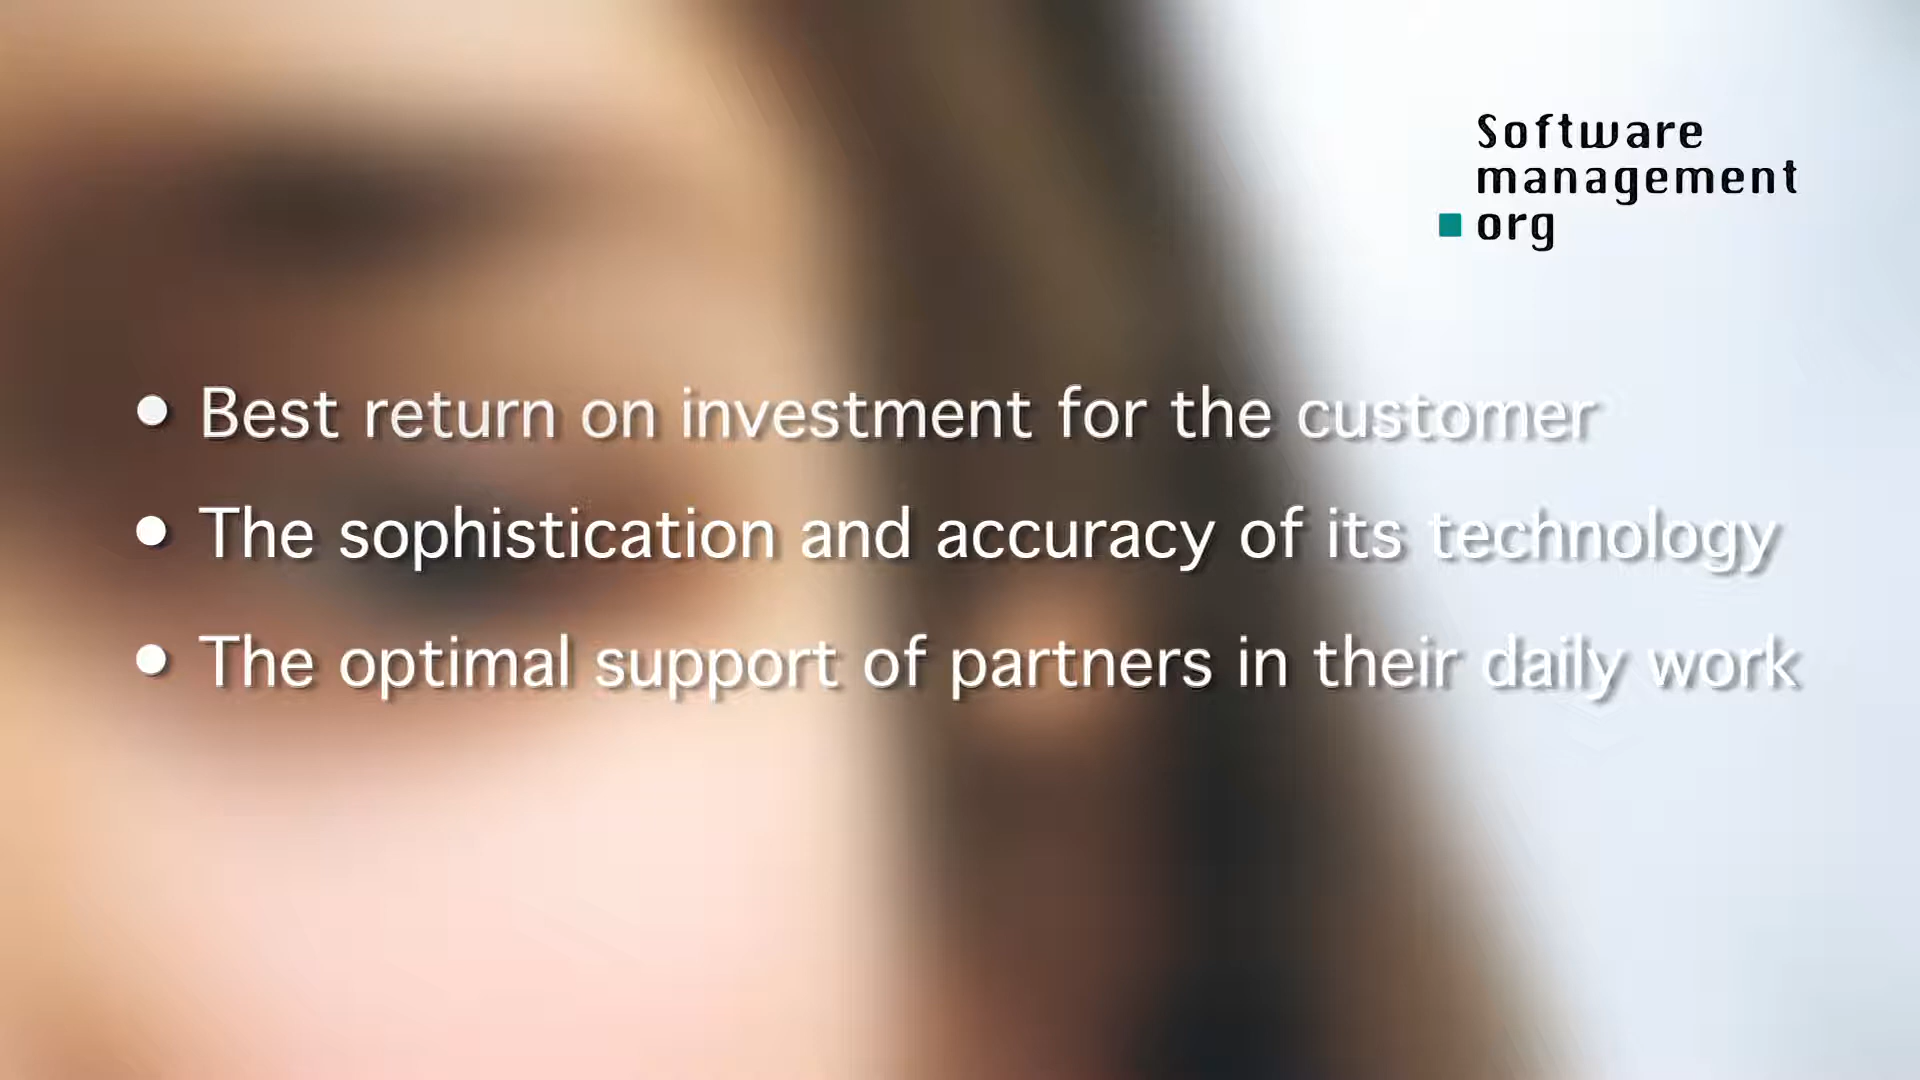 Software
management
org
• Best return on investment for the customer
• The sophistication and accuracy of its technology
• The optimal support of partners in their daily work